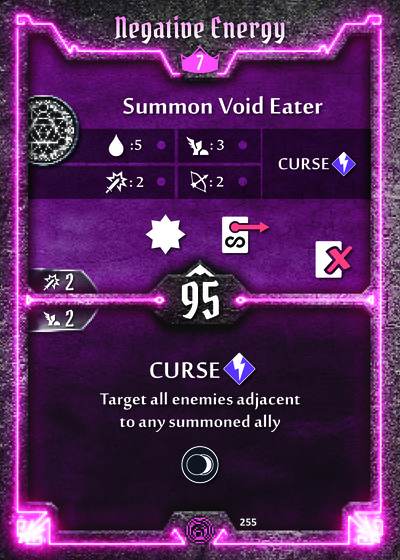 Negative Energy
7
Summon Void Eater
:5 :3
CURSE
:2 :2
2
95
2
CURSE
Target all enemies adjacent
to any summoned ally
255